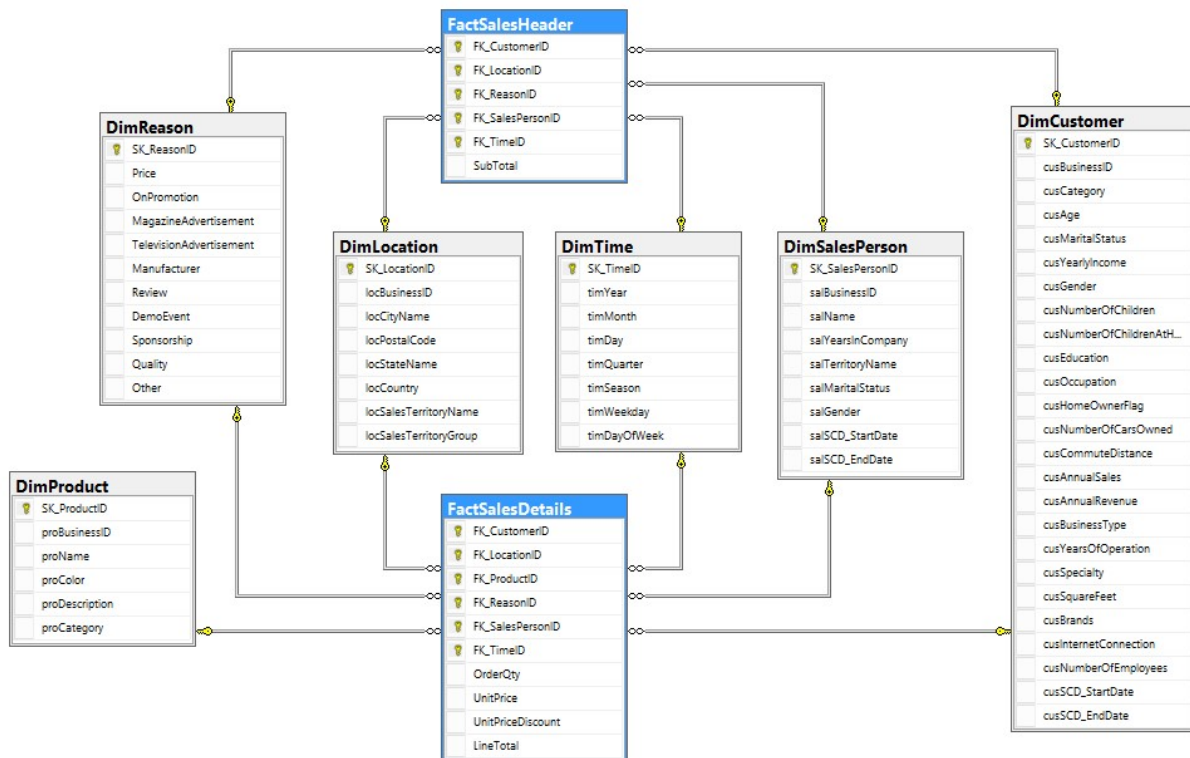 FactSalesHeader
FK_CustomerID
FK_LocationID
FK_ReasonID
FK_SalesPersonID
FK_TimeID
SubTotal
DimReason
SK_ReasonID
Price
OnPromotion
MagazineAdvertisement
TelevisionAdvertisement
Manufacturer
Review
DemoEvent
Sponsorship
Quality
Other
DimLocation
SK_LocationID
locBusinessID
locCityName
locPostalCode
locStateName
locCountry
locSalesTerritoryName
locSalesTerritoryGroup
DimTime
SK_TimeID
timYear
timMonth
timDay
timQuarter
timSeason
timWeekday
timDayOfWeek
DimSalesPerson
SK_SalesPersonID
salBusinessID
salName
salYearsInCompany
salTerritoryName
salMaritalStatus
salGender
salSCD_StartDate
salSCD_EndDate
DimCustomer
SK_CustomerID
cusBusinessID
cusCategory
cusAge
cusMaritalStatus
cusYearlyIncome
cusGender
cusNumberOfChildren
cusNumberOfChildrenAtH...
cusEducation
cusOccupation
cusHomeOwnerFlag
cusNumberOfCarsOwned
cusCommuteDistance
cusAnnualSales
cusAnnualRevenue
cusBusinessType
cusYearsOfOperation
cusSpecialty
cusSquareFeet
cusBrands
cusInternetConnection
cusNumberOfEmployees
cusSCD_StartDate
cusSCD_EndDate
DimProduct
SK_ProductID
proBusinessID
proName
proColor
proDescription
proCategory
FactSalesDetails
FK_CustomerID
FK_LocationID
FK_ProductID
FK_ReasonID
FK_SalesPersonID
FK_TimeID
OrderQty
UnitPrice
UnitPriceDiscount
LineTotal